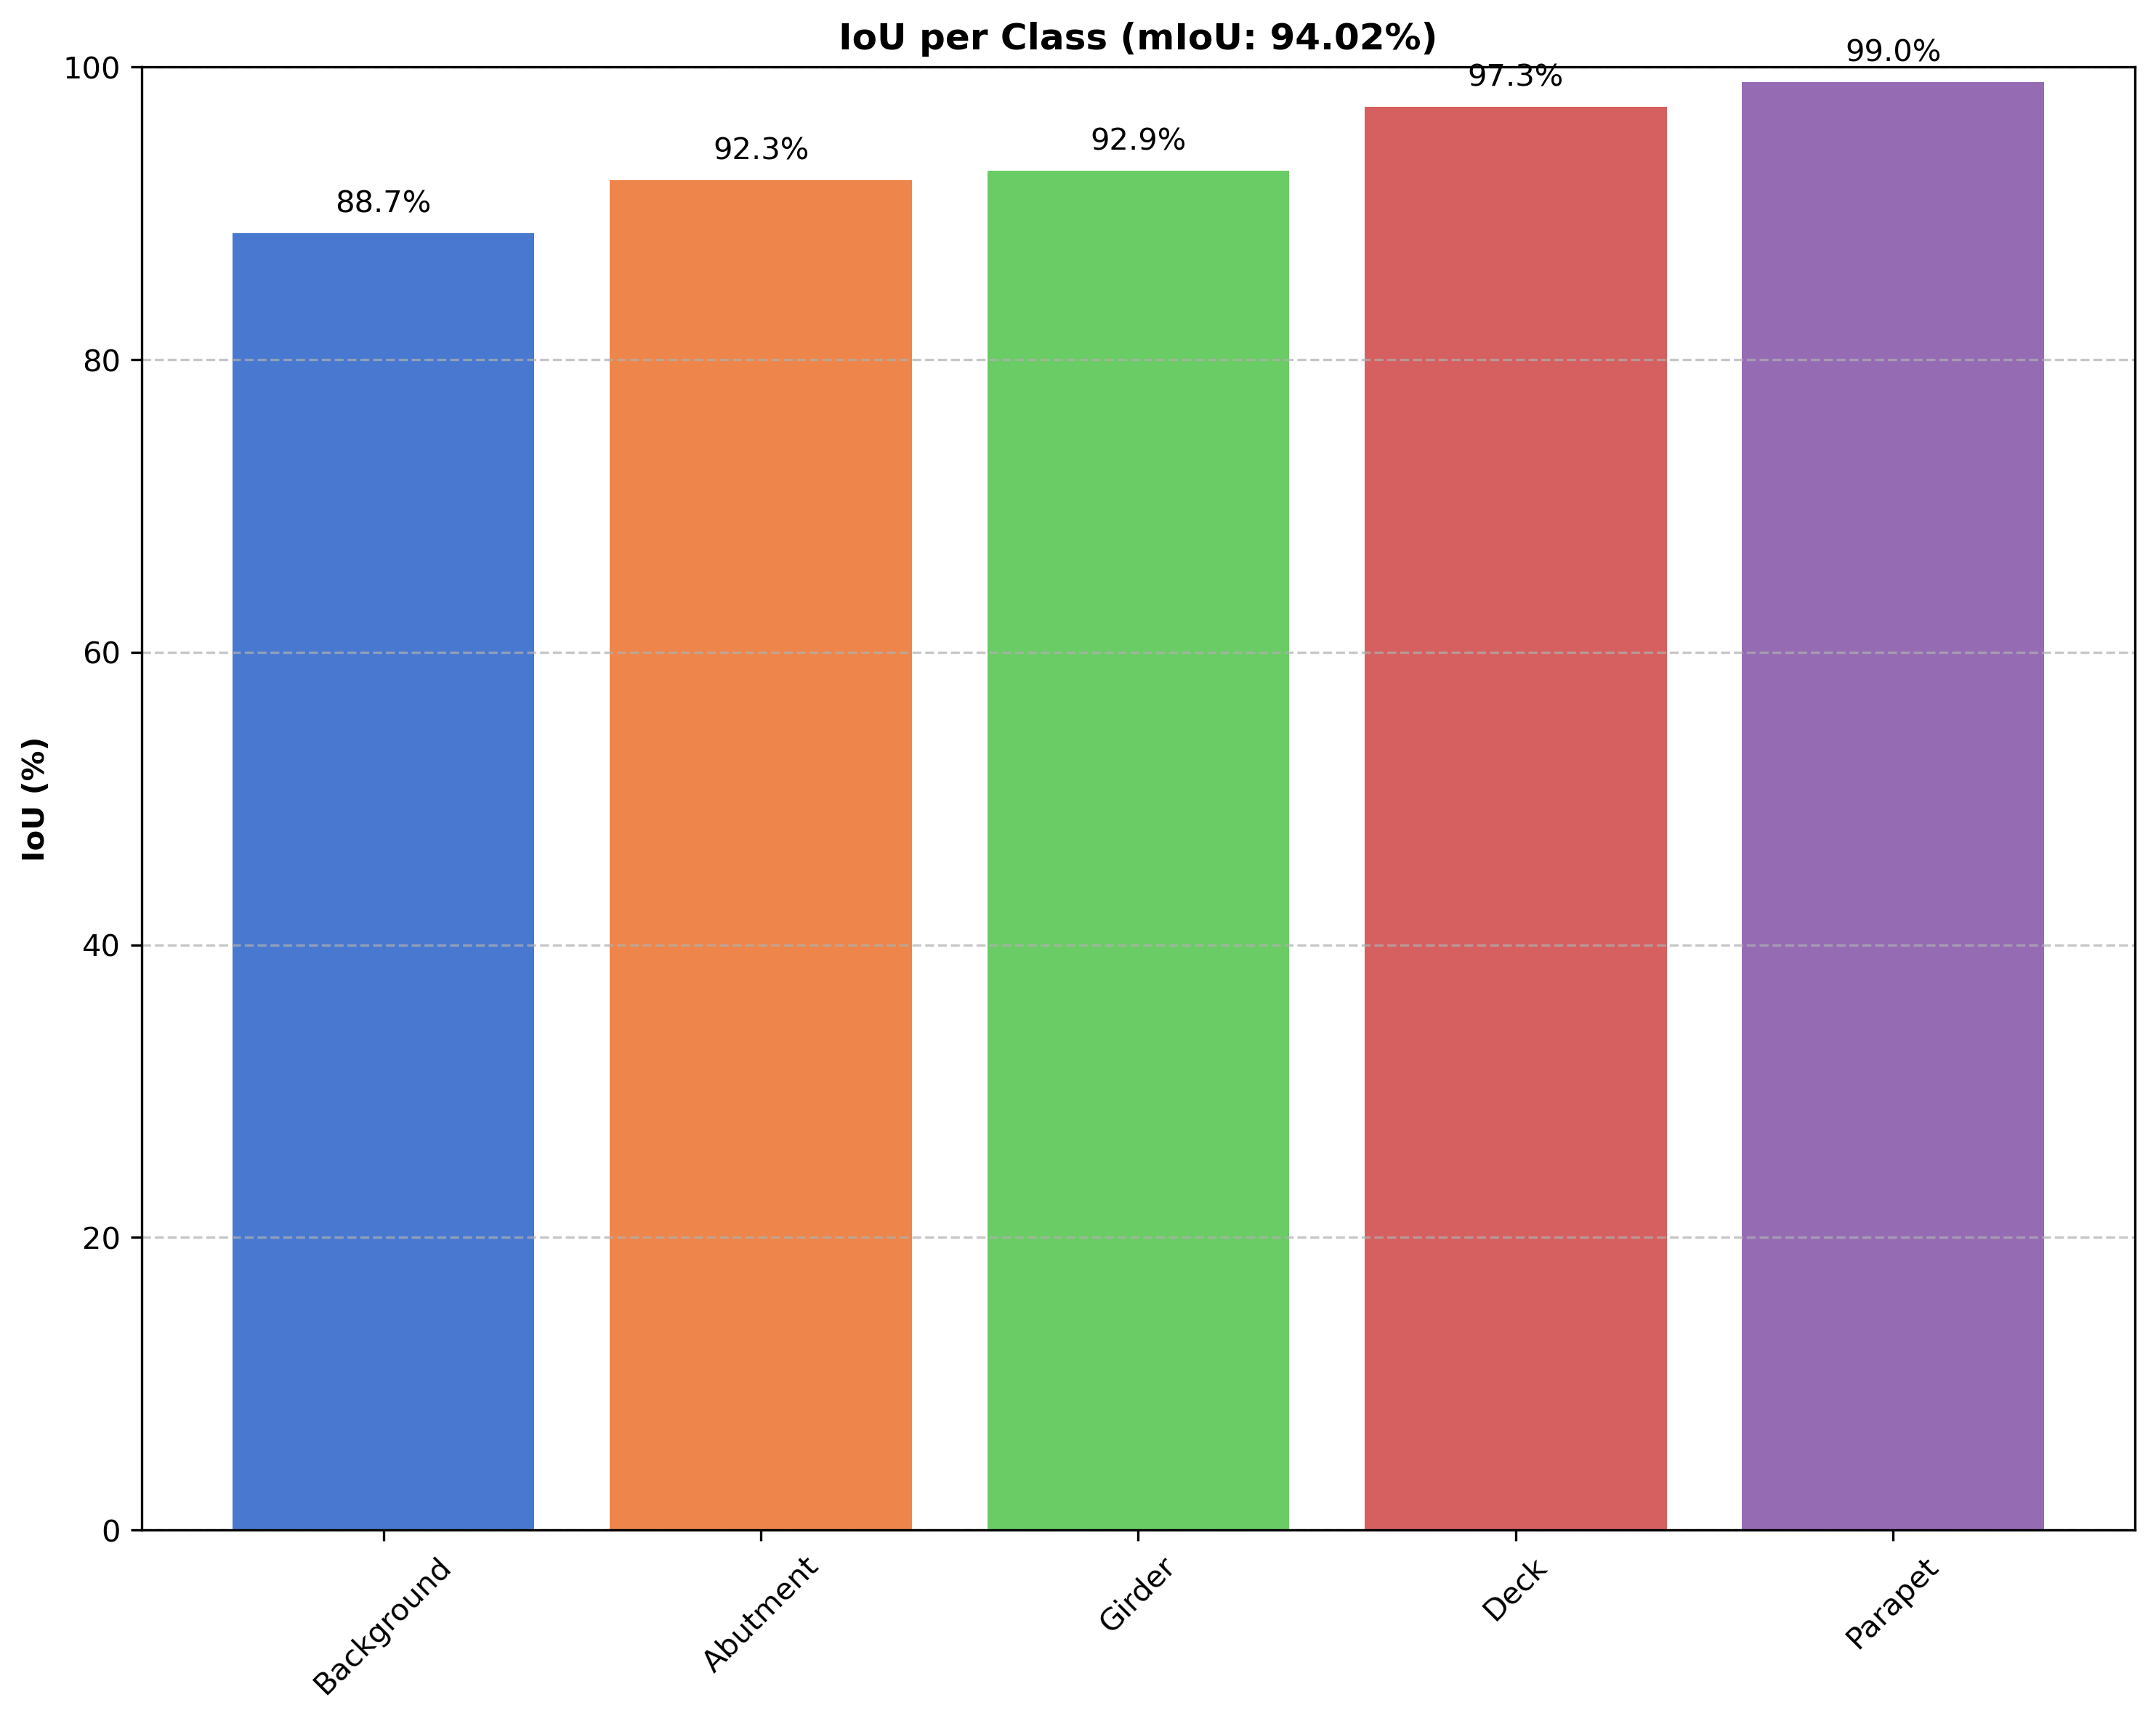 IoU per Class (mIoU: 94.02%)
IoU (%)
100
80
60
40
20
0
88.7%
92.3%
92.9%
97.3%
99.0%
Background
Abutment
Girder
Deck
Parapet